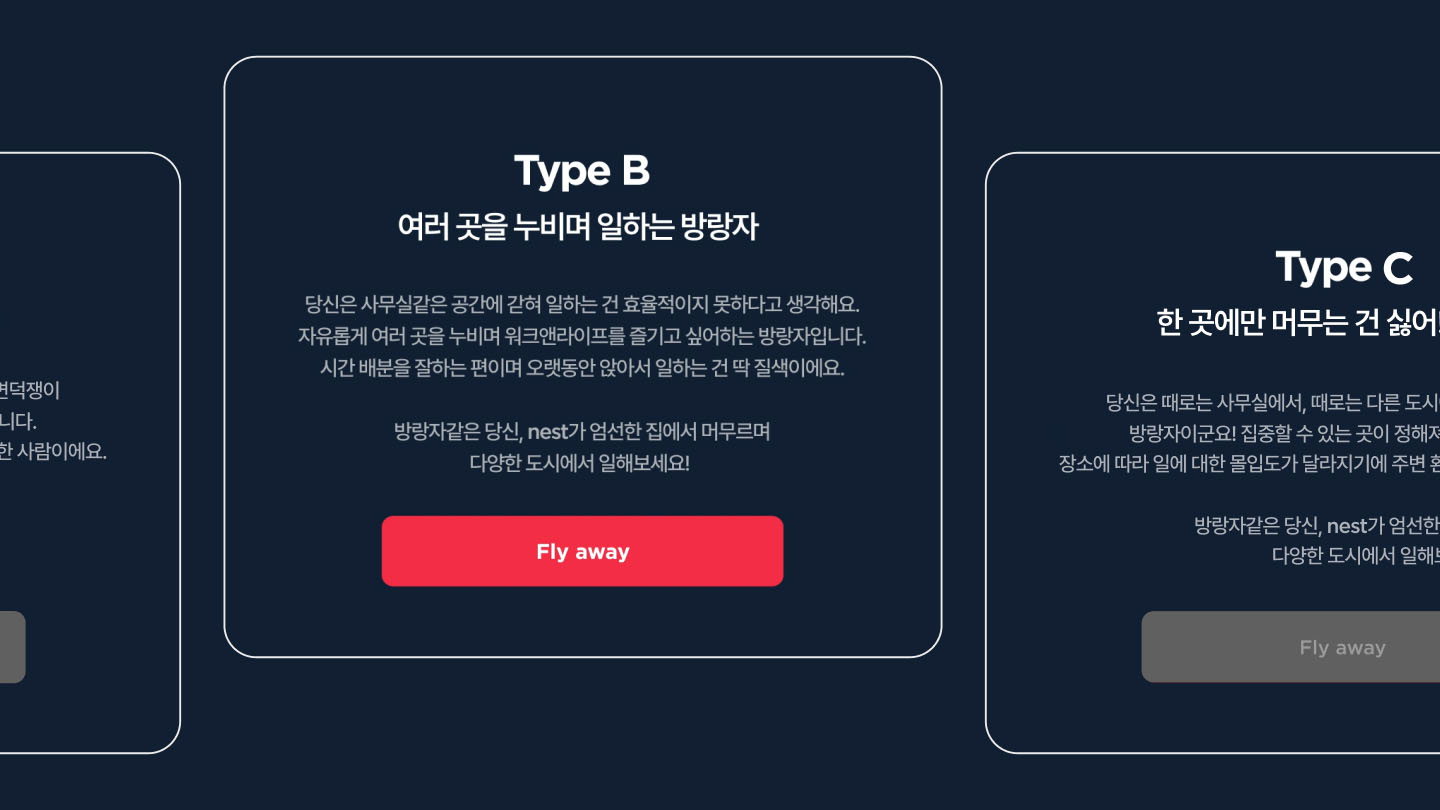 면덕쟁이
니다.
한 사람이에요.
Type B
여러 곳을 누비며 일하는 방랑자
당신은 사무실같은 공간에 갇혀 일하는 건 효율적이지 못하다고 생각해요.
자유롭게 여러 곳을 누비며 워크앤라이프를 즐기고 싶어하는 방랑자입니다.
시간 배분을 잘하는 편이며 오랫동안 앉아서 일하는 건 딱 질색이에요.
방랑자같은 당신, nest가 엄선한 집에서 머무르며
다양한 도시에서 일해보세요!
Fly away
Type C
한 곳에만 머무는 건 싫어!
당신은 때로는 사무실에서, 때로는 다른 도시
방랑자이군요! 집중할 수 있는 곳이 정해져
장소에 따라 일에 대한 몰입도가 달라지기에 주변
방랑자같은 당신, nest가 엄선한
다양한 도시에서 일해
Fly away